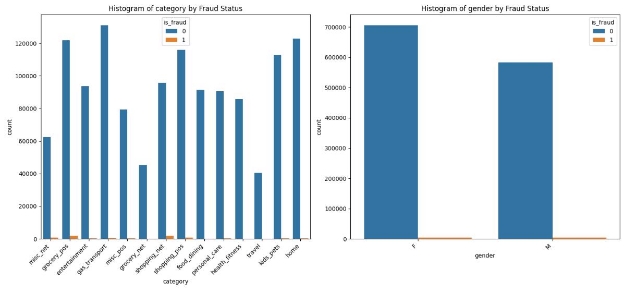 Histogram of category by Fraud Status
is_fraud
0
1
120000
100000
80000
60000
40000
20000
0
count
misc_net
grocery_pos
entertainment
gas_transport
misc_pos
grocery_net
shopping_net
shopping_pos
food_dining
personal_care
health_fitness
travel
kids_pets
home
category
Histogram of gender by Fraud Status
is_fraud
0
1
700000
600000
500000
400000
300000
200000
100000
0
count
F
M
gender